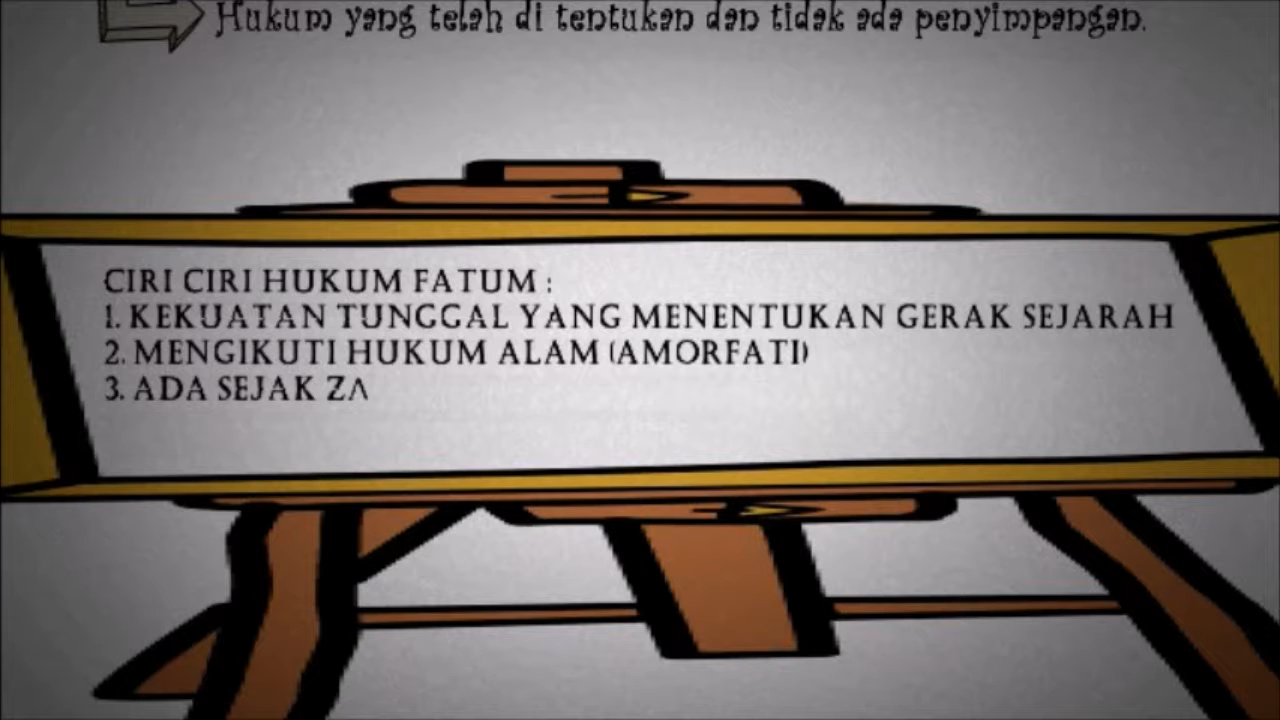 Hukum yang telah di tentukan dan tidak ada penyimpangan.
CIRI CIRI HUKUM FATUM :
1. KEKUATAN TUNGGAL YANG MENENTUKAN GERAK SEJARAH
2. MENGIKUTI HUKUM ALAM (AMORFATI)
3. ADA SEJAK ZA